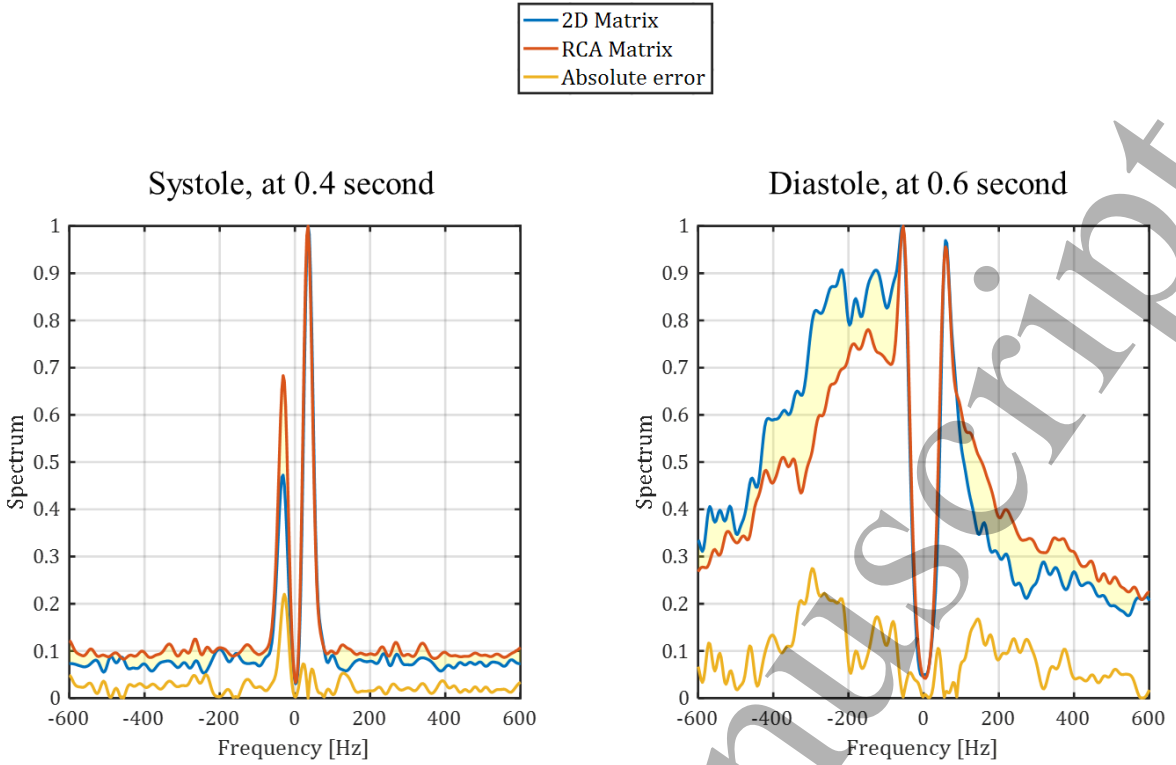 2D Matrix
RCA Matrix
Absolute error
Systole, at 0.4 second
Diastole, at 0.6 second
1
0.9
0.8
0.7
0.6
0.5
0.4
0.3
0.2
0.1
0
Spectrum
-600 -400 -200 0 200 400 600
Frequency [Hz]
1
0.9
0.8
0.7
0.6
0.5
0.4
0.3
0.2
0.1
0
Spectrum
-600 -400 -200 0 200 400 600
Frequency [Hz]
nuscript